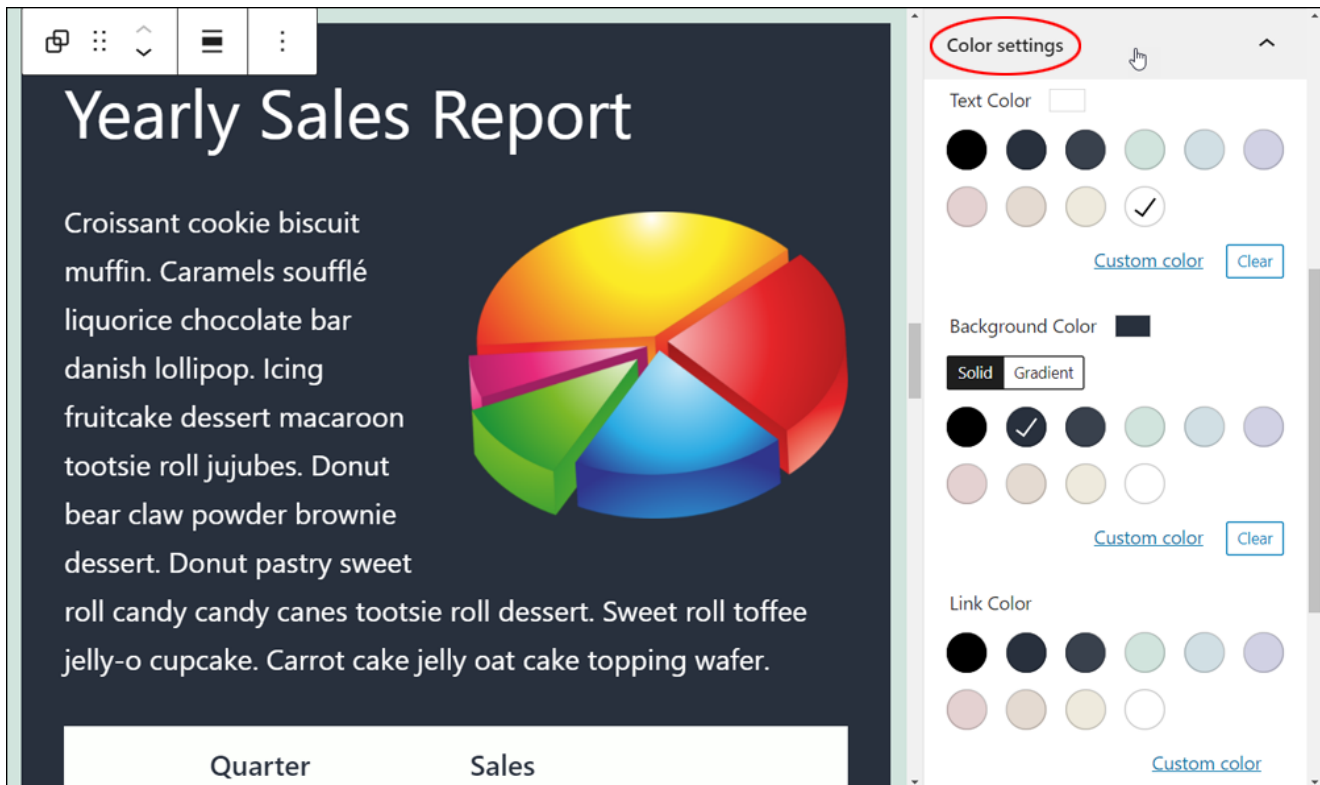 Yearly Sales Report
Croissant cookie biscuit
muffin. Caramels soufflé
liquorice chocolate bar
danish lollipop. Icing
fruitcake dessert macaroon
tootsie roll jujubes. Donut
bear claw powder brownie
dessert. Donut pastry sweet
roll candy candy canes tootsie roll dessert. Sweet roll toffee
jelly-o cupcake. Carrot cake jelly oat cake topping wafer.
Quarter Sales
Color settings
Text Color
Custom color Clear
Background Color
Solid Gradient
Custom color Clear
Link Color
Custom color